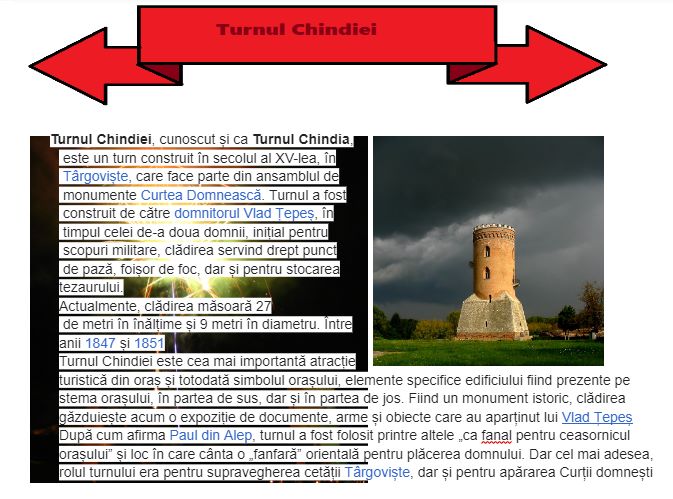 Turnul Chindiei
Turnul Chindiei, cunoscut și ca Turnul Chindia,
este un turn construit în secolul al XV-lea, în
Târgoviște, care face parte din ansamblul de
monumente Curtea Domnească. Turnul a fost
construit de către domnitorul Vlad Țepeș, în
timpul celei de-a doua domnii, inițial pentru
scopuri militare, clădirea servind drept punct
de pază, foișor de foc, dar și pentru stocarea
tezaurului.
Actualmente, clădirea măsoară 27
de metri în înălțime și 9 metri în diametru. Între
anii 1847 și 1851
Turnul Chindiei este cea mai importantă atracție
turistică din oraș și totodată simbolul orașului, elemente specifice edificiului fiind prezente pe
stema orașului, în partea de sus, dar și în partea de jos. Fiind un monument istoric, clădirea
găzduiește acum o expoziție de documente, arme și obiecte care au aparținut lui Vlad Țepeș
După cum afirma Paul din Alep, turnul a fost folosit printre altele „ca fanal pentru ceasornicul
orașului” și loc în care cânta o „fanfară” orientală pentru plăcerea domnului. Dar cel mai adesea,
rolul turnului era pentru supravegherea cetății Târgoviște, dar și pentru apărarea Curții domnești